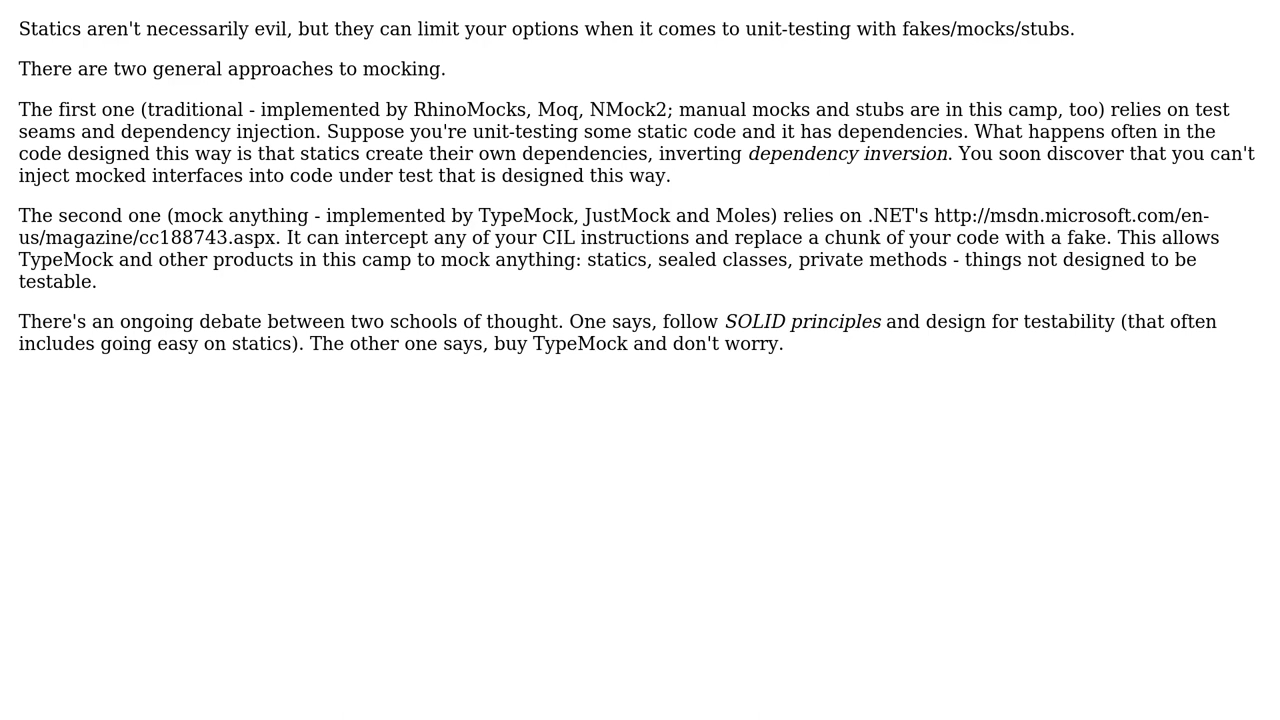 Statics aren't necessarily evil, but they can limit your options when it comes to unit-testing with fakes/mocks/stubs.
There are two general approaches to mocking.
The first one (traditional - implemented by RhinoMocks, Moq, NMock2; manual mocks and stubs are in this camp, too) relies on test
seams and dependency injection. Suppose you're unit-testing some static code and it has dependencies. What happens often in the
code designed this way is that statics create their own dependencies, inverting dependency inversion. You soon discover that you can't
inject mocked interfaces into code under test that is designed this way.
The second one (mock anything - implemented by TypeMock, JustMock and Moles) relies on .NET's http://msdn.microsoft.com/en-
us/magazine/cc188743.aspx. It can intercept any of your CIL instructions and replace a chunk of your code with a fake. This allows
TypeMock and other products in this camp to mock anything: statics, sealed classes, private methods - things not designed to be
testable.
There's an ongoing debate between two schools of thought. One says, follow SOLID principles and design for testability (that often
includes going easy on statics). The other one says, buy TypeMock and don't worry.